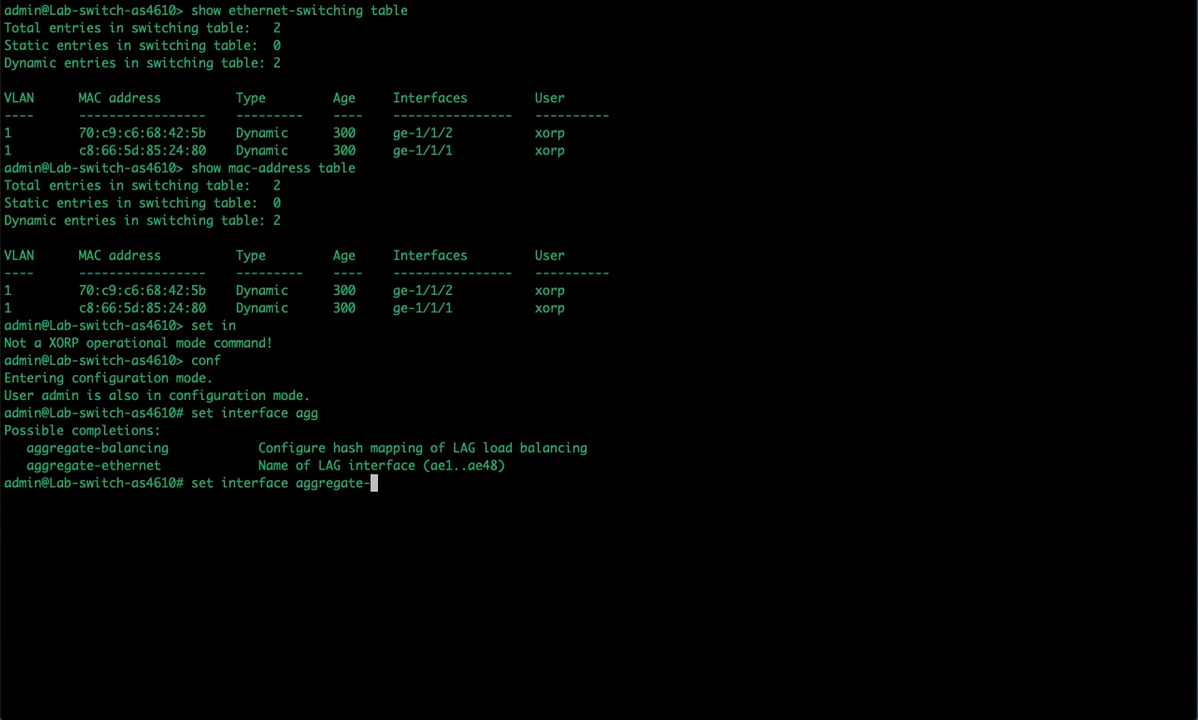 admin@Lab-switch-as4610> show ethernet-switching table
Total entries in switching table:   2
Static entries in switching table:  0
Dynamic entries in switching table: 2
VLAN      MAC address          Type         Age     Interfaces         User
----      -----------------    ---------    ----    ----------------   ----------
1         70:c9:c6:68:42:5b    Dynamic      300     ge-1/1/2           xorp
1         c8:66:5d:85:24:80    Dynamic      300     ge-1/1/1           xorp
admin@Lab-switch-as4610> show mac-address table
Total entries in switching table:   2
Static entries in switching table:  0
Dynamic entries in switching table: 2
VLAN      MAC address          Type         Age     Interfaces         User
----      -----------------    ---------    ----    ----------------   ----------
1         70:c9:c6:68:42:5b    Dynamic      300     ge-1/1/2           xorp
1         c8:66:5d:85:24:80    Dynamic      300     ge-1/1/1           xorp
admin@Lab-switch-as4610> set in
Not a XORP operational mode command!
admin@Lab-switch-as4610> conf
Entering configuration mode.
User admin is also in configuration mode.
admin@Lab-switch-as4610# set interface agg
Possible completions:
   aggregate-balancing            Configure hash mapping of LAG load balancing
   aggregate-ethernet             Name of LAG interface (ae1..ae48)
admin@Lab-switch-as4610# set interface aggregate-